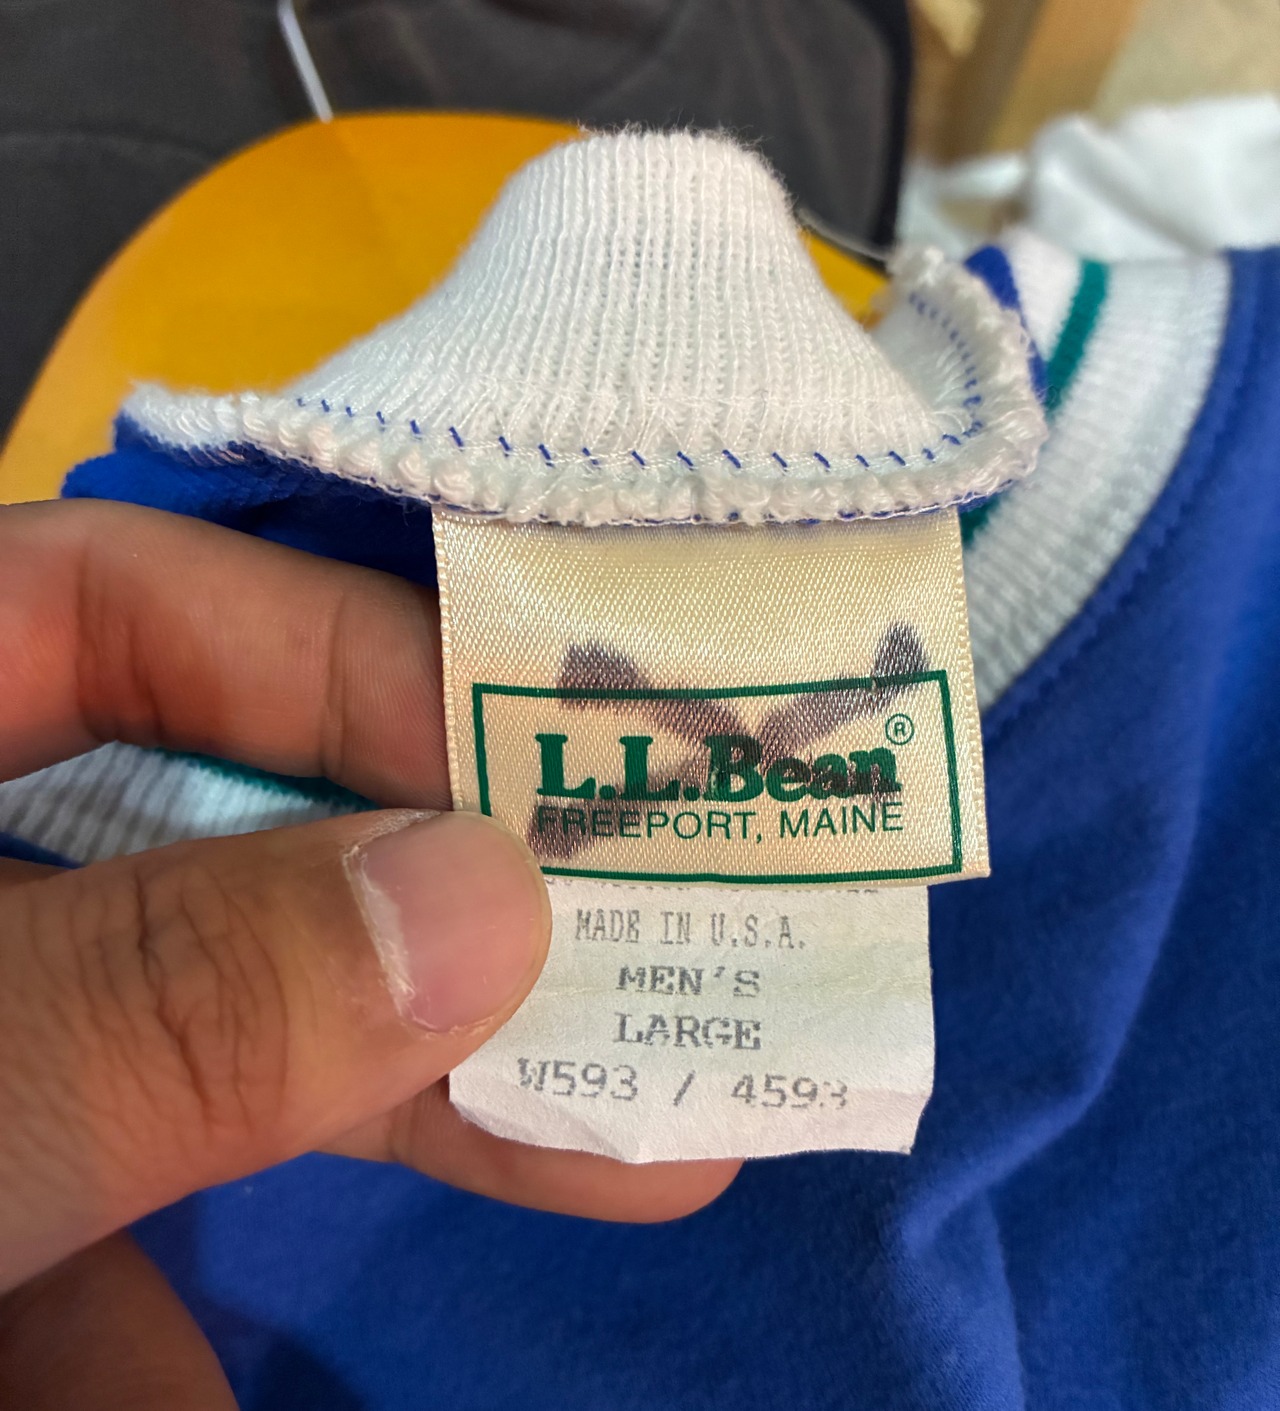 L.L.Bean®
FREEPORT, MAINE
MADE IN U.S.A.
MEN'S
LARGE
W593 / 4593